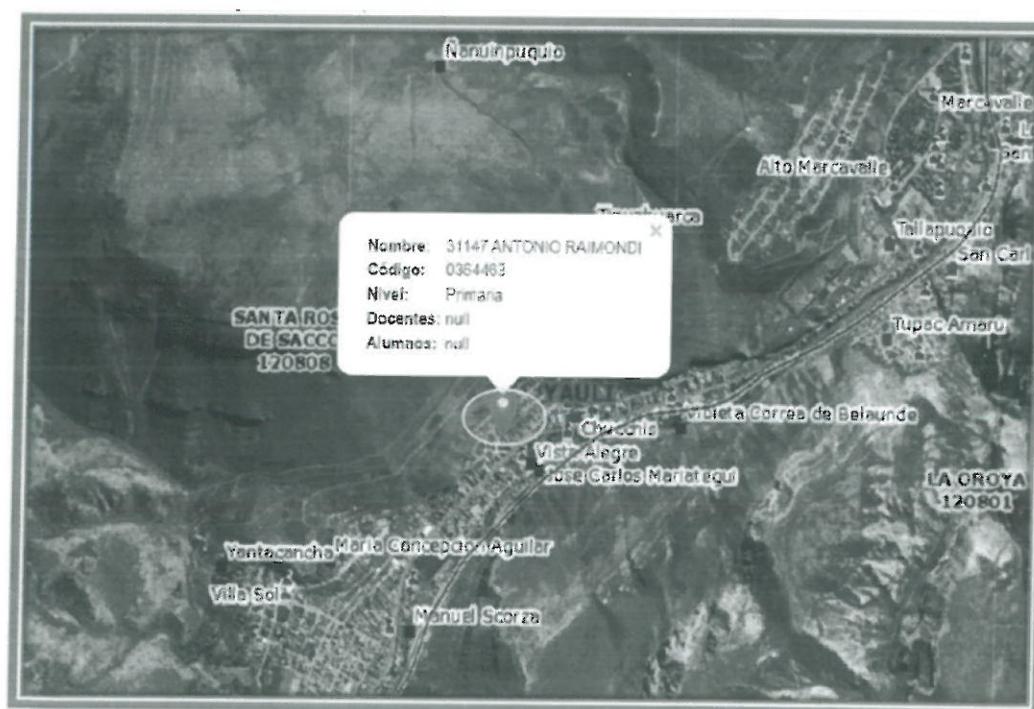 Ñahuinpuquio
Marcavalle
Alto Marcavalle
Tallapuquio
San Carl
Tupac Amaru
×
Nombre: 31147 ANTONIO RAIMONDI
Código: 0364463
Nivel: Primaria
Docentes: null
Alumnos: null
SANTA ROS
DE SACCO
120808
YAULI
Violeta Correa de Belaunde
Chucchis
Vista Alegre
Jose Carlos Mariategui
LA OROYA
120801
Yantacancha
Maria Concepcion Aguilar
Villa Sol
Manuel Scorza